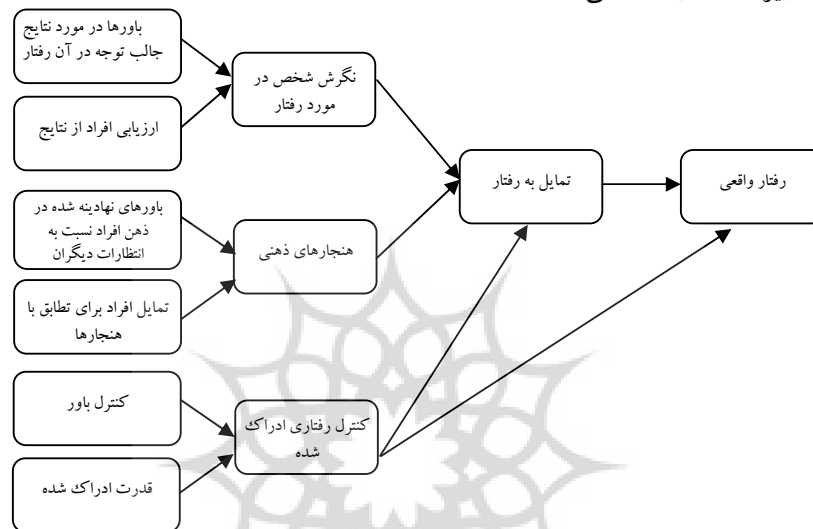 باورها در مورد نتایج
جالب توجه در آن رفتار
ارزیابی افراد از نتایج
نگرش شخص در
مورد رفتار
باورهای نهادینه شده در
ذهن افراد نسبت به
انتظارات دیگران
تمایل افراد برای تطابق با
هنجارها
هنجارهای ذهنی
کنترل باور
قدرت ادراک شده
کنترل رفتاری ادراک
شده
تمایل به رفتار
رفتار واقعی